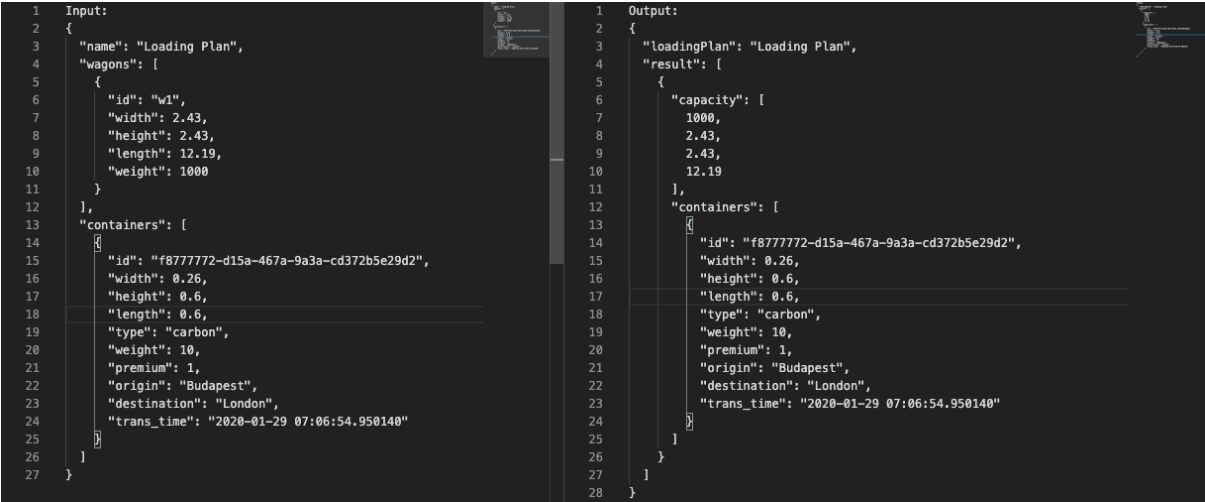 1 Input:
2 {
3 "name": "Loading Plan",
4 "wagons": [
5 {
6 "id": "w1",
7 "width": 2.43,
8 "height": 2.43,
9 "length": 12.19,
10 "weight": 1000
11 }
12 ],
13 "containers": [
14 {
15 "id": "f8777772-d15a-467a-9a3a-cd372b5e29d2",
16 "width": 0.26,
17 "height": 0.6,
18 "length": 0.6,
19 "type": "carbon",
20 "weight": 10,
21 "premium": 1,
22 "origin": "Budapest",
23 "destination": "London",
24 "trans_time": "2020-01-29 07:06:54.950140"
25 }
26 ]
27 }
1 Output:
2 {
3 "loadingPlan": "Loading Plan",
4 "result": [
5 {
6 "capacity": [
7 1000,
8 2.43,
9 2.43,
10 12.19
11 ],
12 "containers": [
13 {
14 "id": "f8777772-d15a-467a-9a3a-cd372b5e29d2",
15 "width": 0.26,
16 "height": 0.6,
17 "length": 0.6,
18 "type": "carbon",
19 "weight": 10,
20 "premium": 1,
21 "origin": "Budapest",
22 "destination": "London",
23 "trans_time": "2020-01-29 07:06:54.950140"
24 }
25 ]
26 }
27 ]
28 }